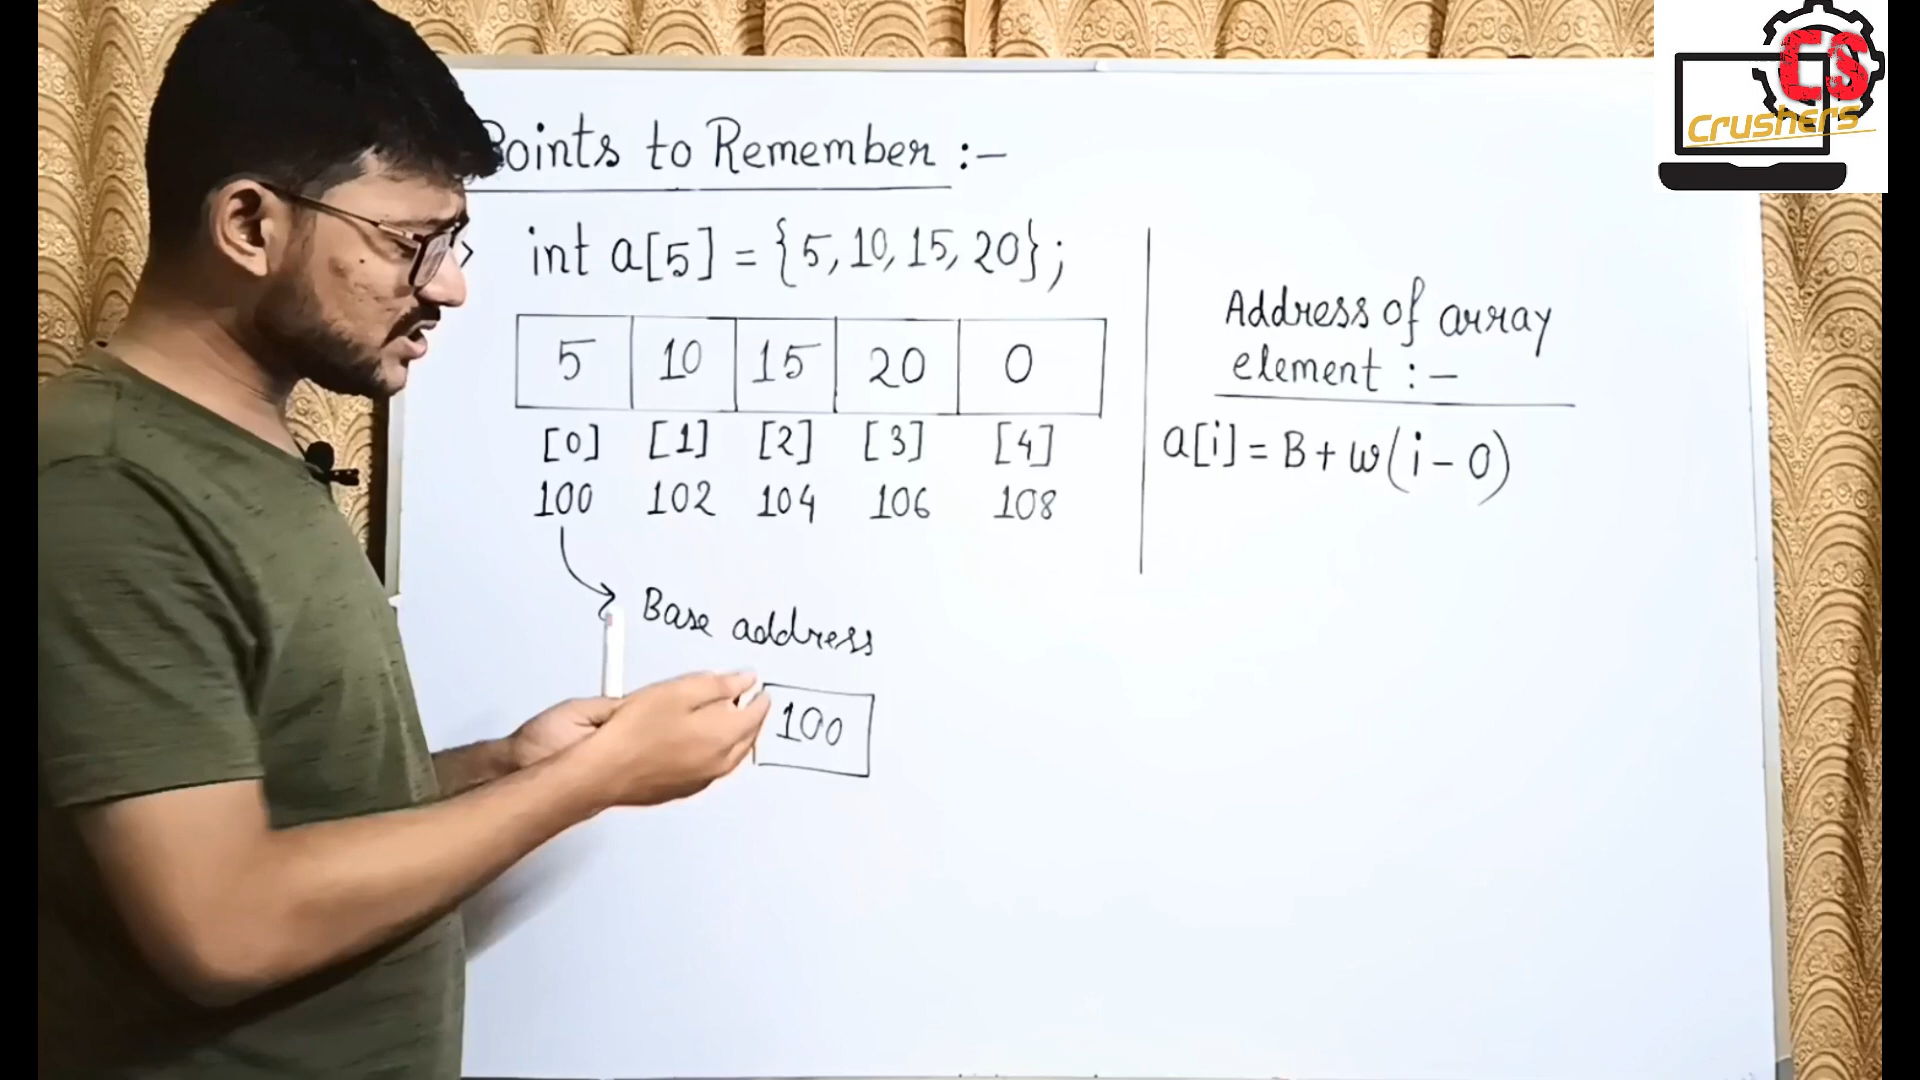 Points to Remember :-
int a[5] = {5, 10, 15, 20};
5 10 15 20 0
[0] [1] [2] [3] [4]
100 102 104 106 108
Base address
100
Address of array
element :-
a[i] = B + w(i - 0)
CS
Crushers